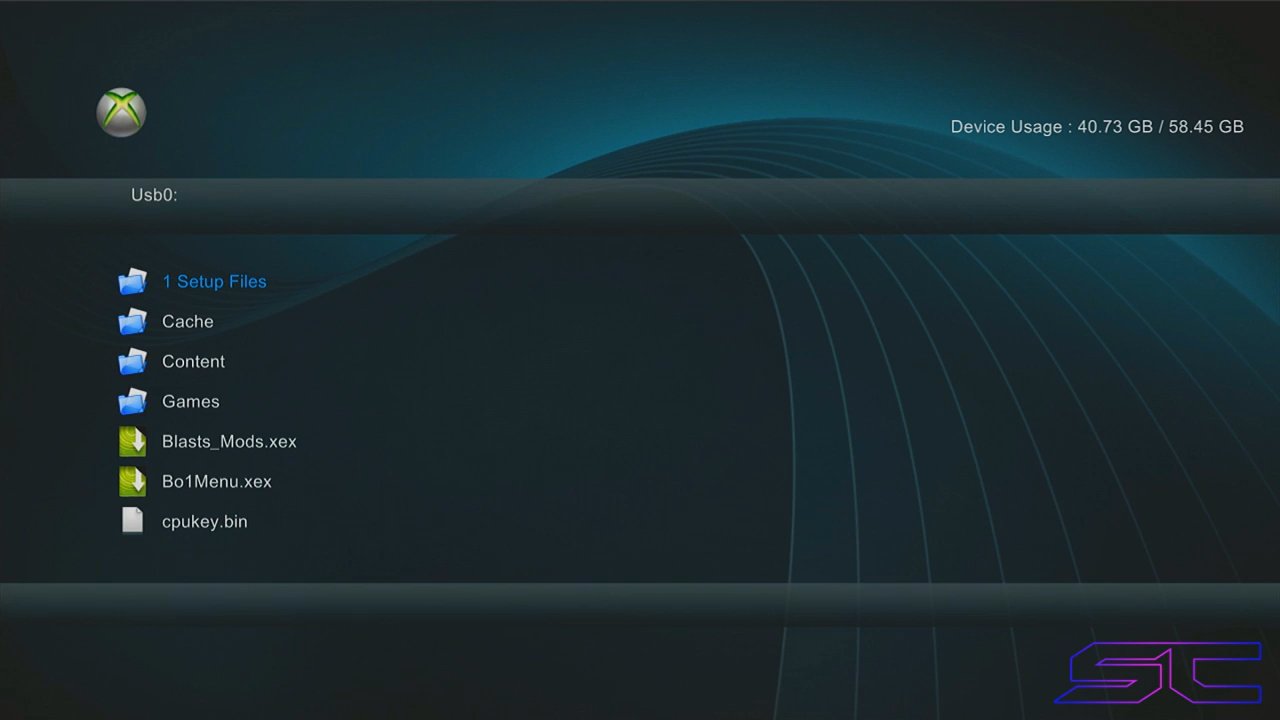 Device Usage : 40.73 GB / 58.45 GB
Usb0:
1 Setup Files
Cache
Content
Games
Blasts_Mods.xex
Bo1Menu.xex
cpukey.bin